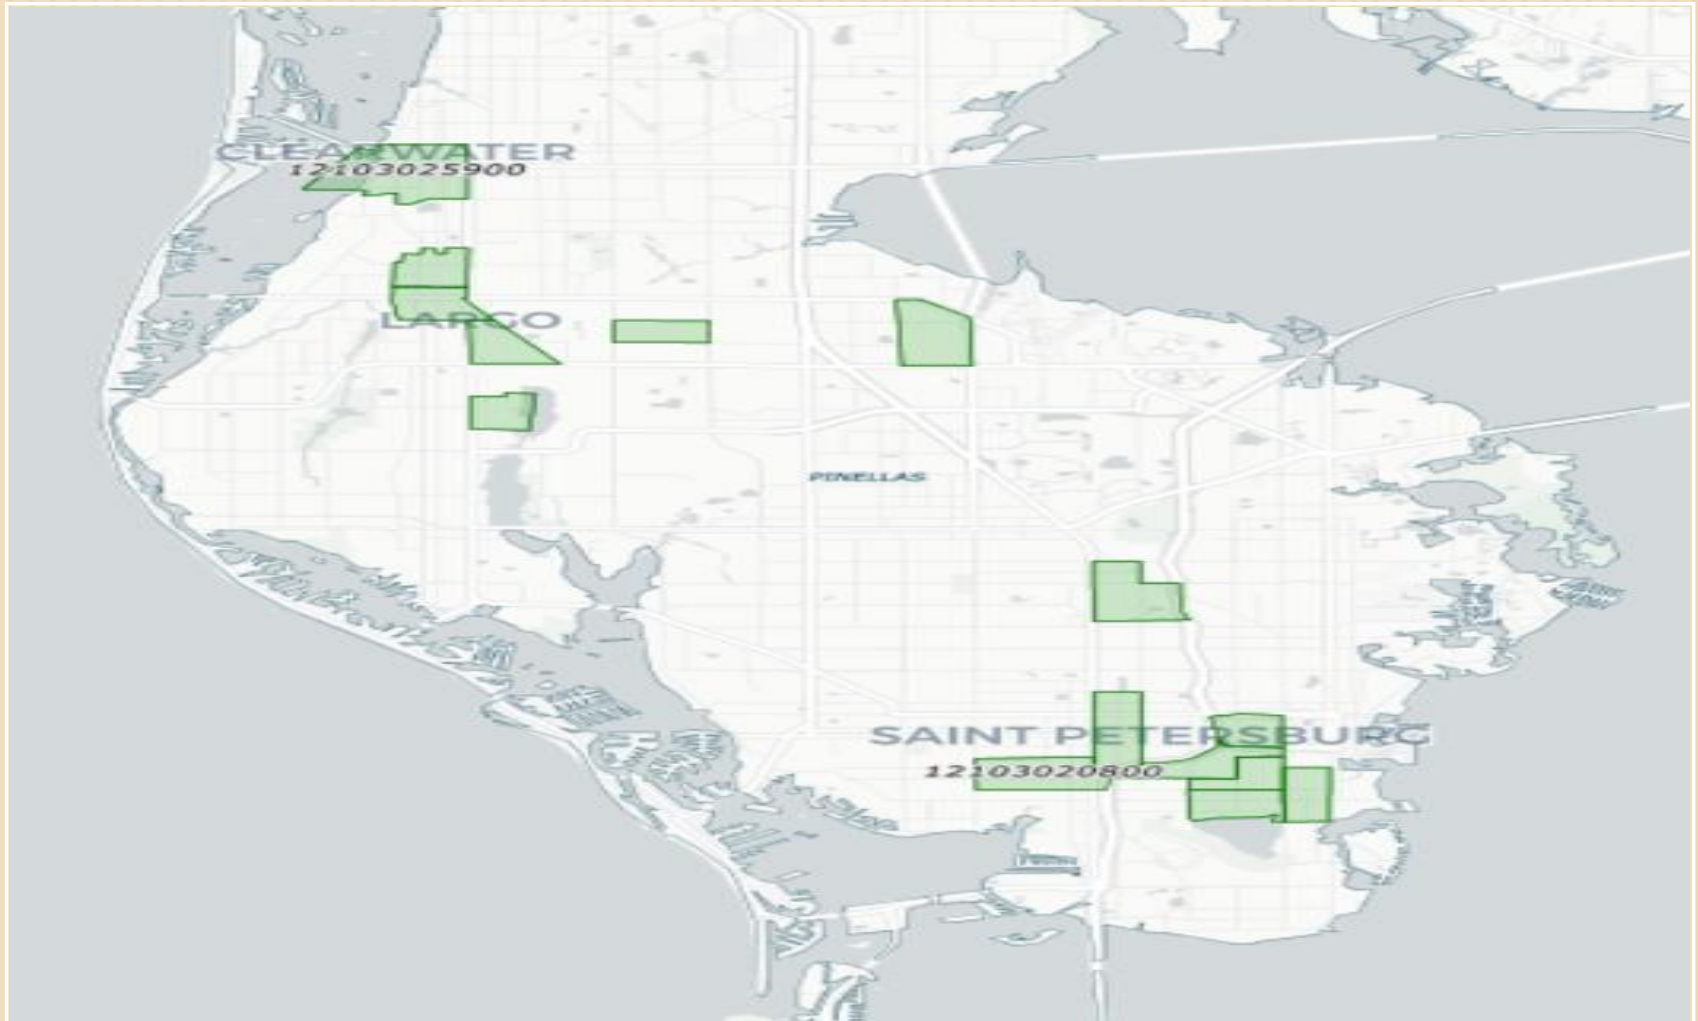 CLEARWATER
12103025900
LARGO
PINELLAS
SAINT PETERSBURG
12103020800